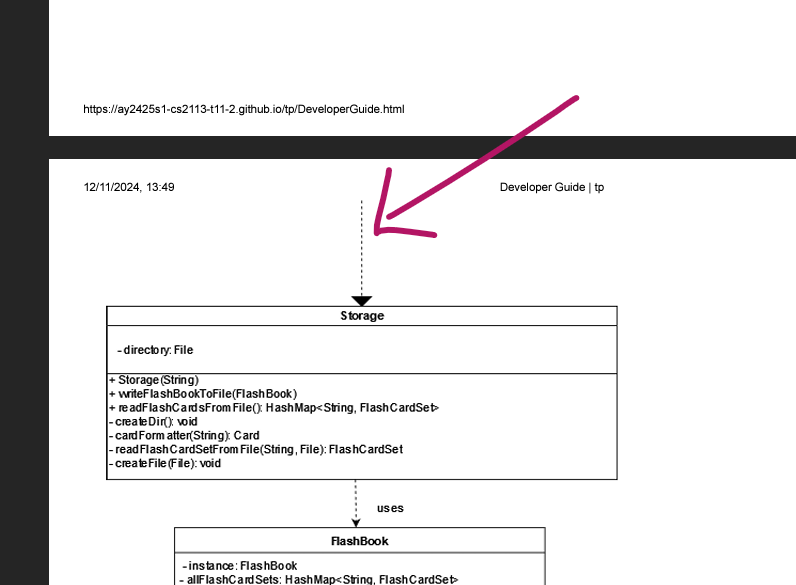 https://ay2425s1-cs2113-t11-2.github.io/tp/DeveloperGuide.html
12/11/2024, 13:49
Developer Guide | tp
Storage
- directory: File
+ Storage(String)
+ writeFlashBookToFile(FlashBook)
+ readFlashCardsFromFile(): HashMap<String, FlashCardSet>
- createDir(): void
- cardFormatter(String): Card
- readFlashCardSetFromFile(String, File): FlashCardSet
- createFile(File): void
uses
FlashBook
- instance: FlashBook
- allFlashCardSets: HashMap<String, FlashCardSet>